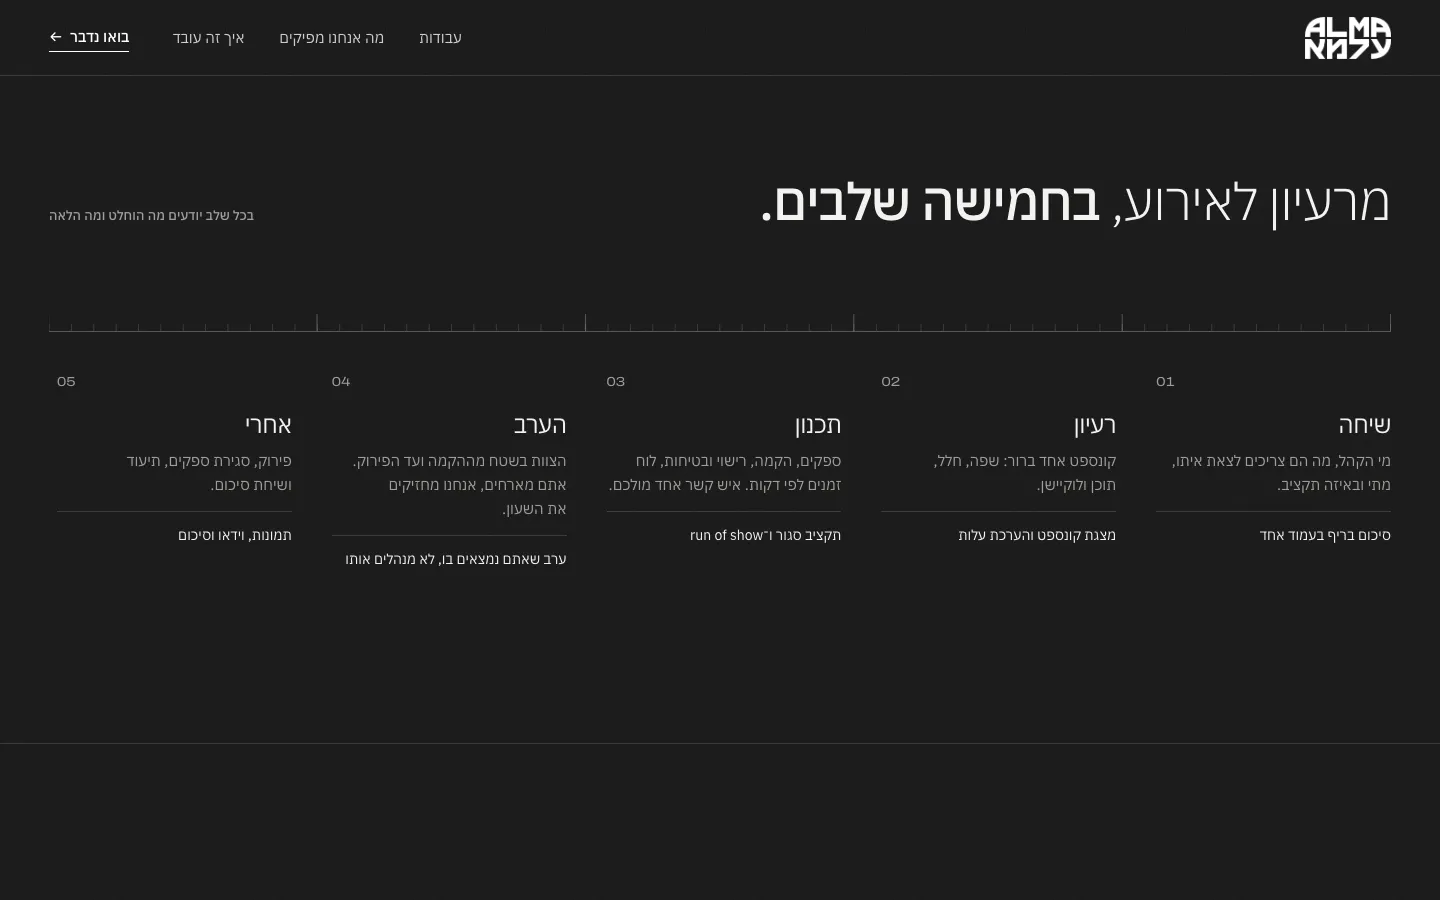 ALMA
עלמא
עבודות
מה אנחנו מפיקים
איך זה עובד
בואו נדבר ←
מרעיון לאירוע, בחמישה שלבים.
בכל שלב יודעים מה הוחלט ומה הלאה
01
שיחה
מי הקהל, מה הם צריכים לצאת איתו,
מתי ובאיזה תקציב.
סיכום בריף בעמוד אחד
02
רעיון
קונספט אחד ברור: שפה, חלל,
תוכן ולוקיישן.
מצגת קונספט והערכת עלות
03
תכנון
ספקים, הקמה, רישוי ובטיחות, לוח
זמנים לפי דקות. איש קשר אחד מולכם.
תקציב סגור ו־run of show
04
הערב
הצוות בשטח מההקמה ועד הפירוק.
אתם מארחים, אנחנו מחזיקים
את השעון.
ערב שאתם נמצאים בו, לא מנהלים אותו
05
אחרי
פירוק, סגירת ספקים, תיעוד
ושיחת סיכום.
תמונות, וידאו וסיכום